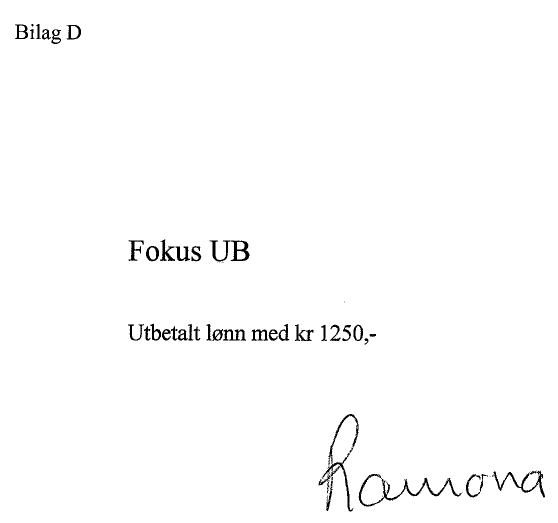 Bilag D
Fokus UB
Utbetalt lønn med kr 1250,-
Ramona